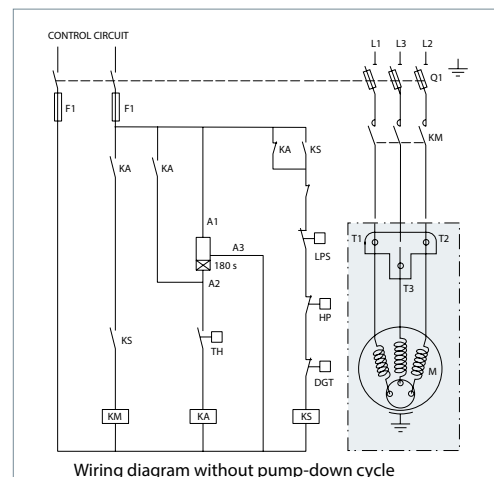 CONTROL CIRCUIT
L1 L3 L2
Q1
F1 F1
KM
KA KA KA KS
A1
A3
180 s
A2
LPS
T1 T2
T3
HP
KS TH
DGT
M
KM KA KS
Wiring diagram without pump-down cycle